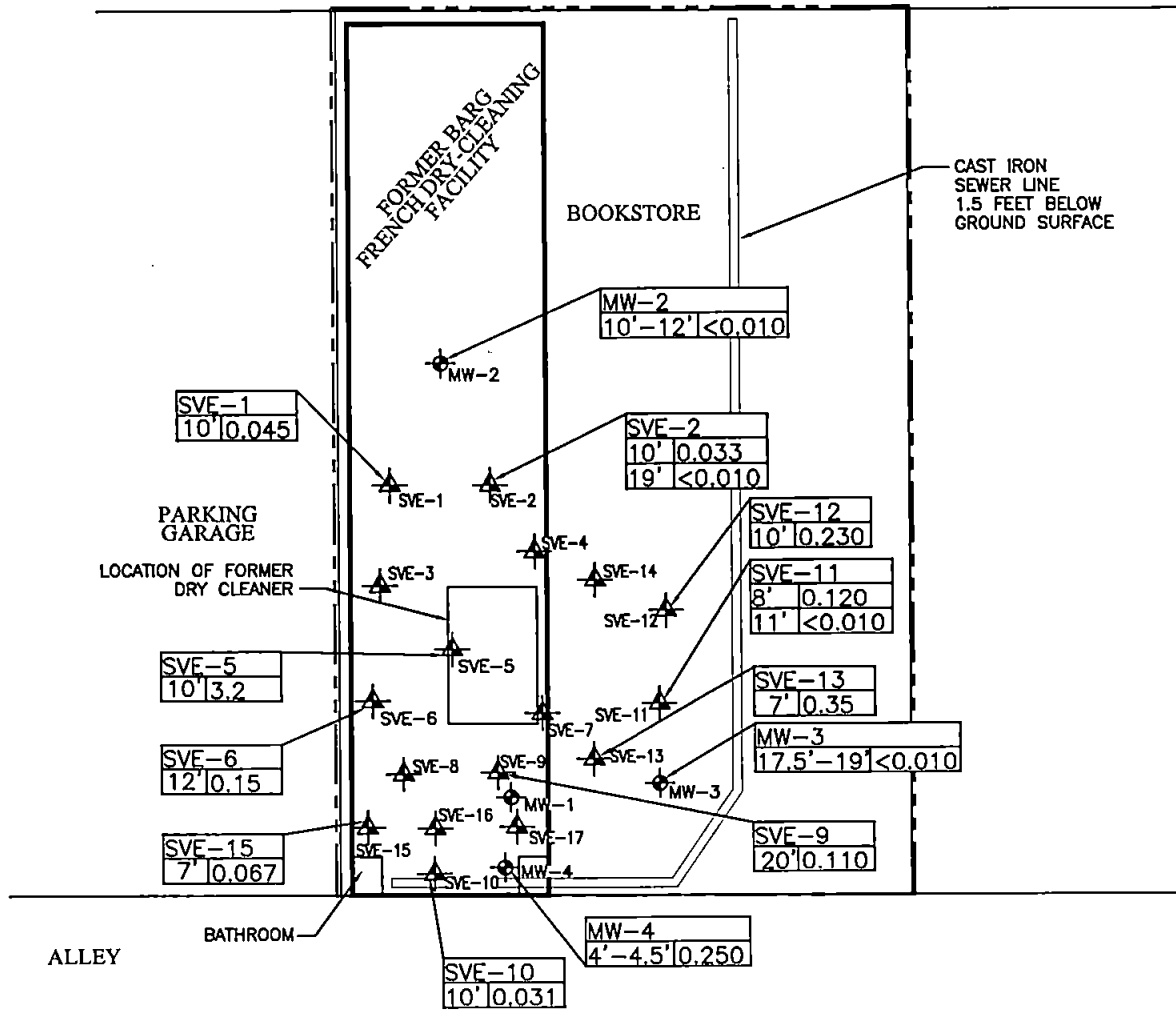 FORMER BARG
FRENCH DRY-CLEANING
FACILITY
BOOKSTORE
CAST IRON
SEWER LINE
1.5 FEET BELOW
GROUND SURFACE
MW-2
10'-12' <0.010
MW-2
SVE-1
10' 0.045
SVE-2
10' 0.033
19' <0.010
SVE-1
SVE-2
PARKING
GARAGE
SVE-12
10' 0.230
SVE-4
LOCATION OF FORMER
DRY CLEANER
SVE-3
SVE-14
SVE-11
8' 0.120
11' <0.010
SVE-12
SVE-5
10' 3.2
SVE-5
SVE-13
7' 0.35
SVE-6
SVE-7
SVE-11
SVE-6
12' 0.15
MW-3
17.5'-19' <0.010
SVE-8
SVE-9
SVE-13
MW-3
MW-1
SVE-16
SVE-17
SVE-9
20' 0.110
SVE-15
7' 0.067
SVE-15
SVE-10
MW-4
BATHROOM
ALLEY
MW-4
4'-4.5' 0.250
SVE-10
10' 0.031